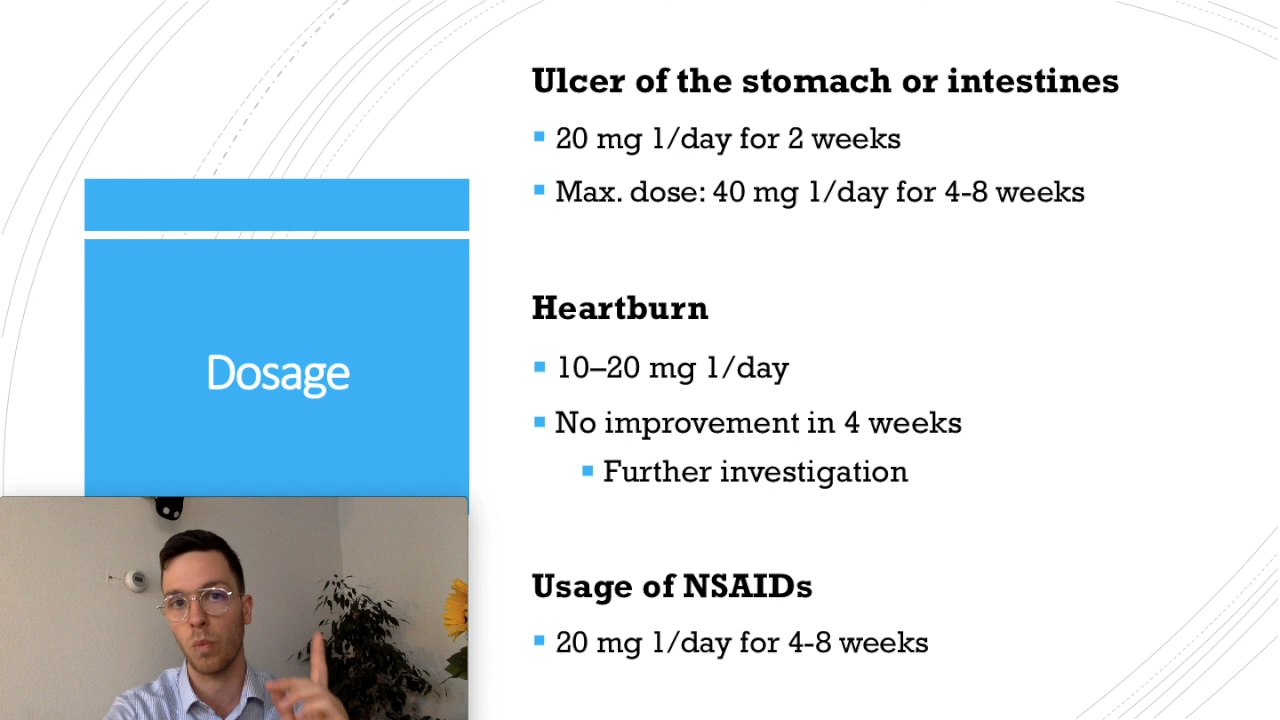 Dosage
Ulcer of the stomach or intestines
20 mg 1/day for 2 weeks
Max. dose: 40 mg 1/day for 4-8 weeks
Heartburn
10–20 mg 1/day
No improvement in 4 weeks
Further investigation
Usage of NSAIDs
20 mg 1/day for 4-8 weeks